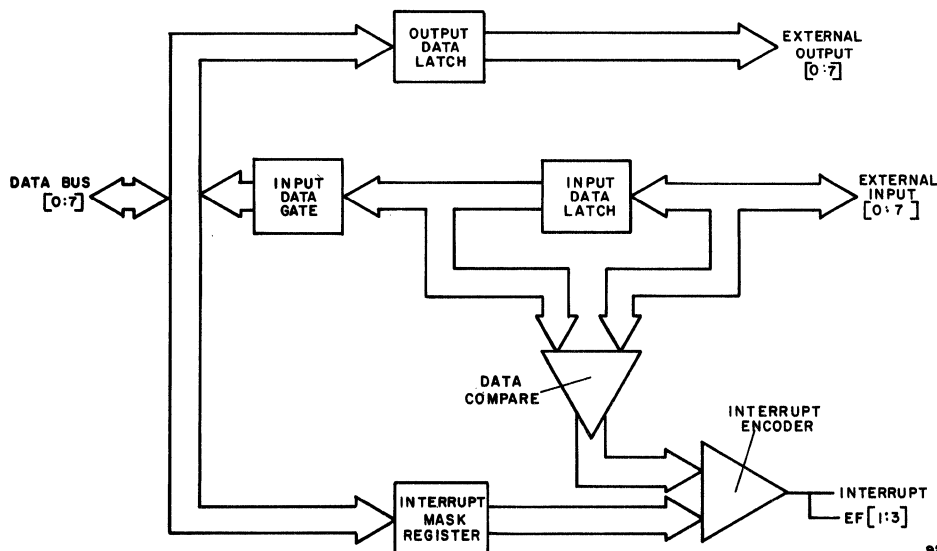 OUTPUT
DATA
LATCH
EXTERNAL
OUTPUT
[0:7]
DATA BUS
[0:7]
INPUT
DATA
GATE
INPUT
DATA
LATCH
EXTERNAL
INPUT
[0:7]
DATA
COMPARE
INTERRUPT
ENCODER
INTERRUPT
MASK
REGISTER
INTERRUPT
EF[1:3]